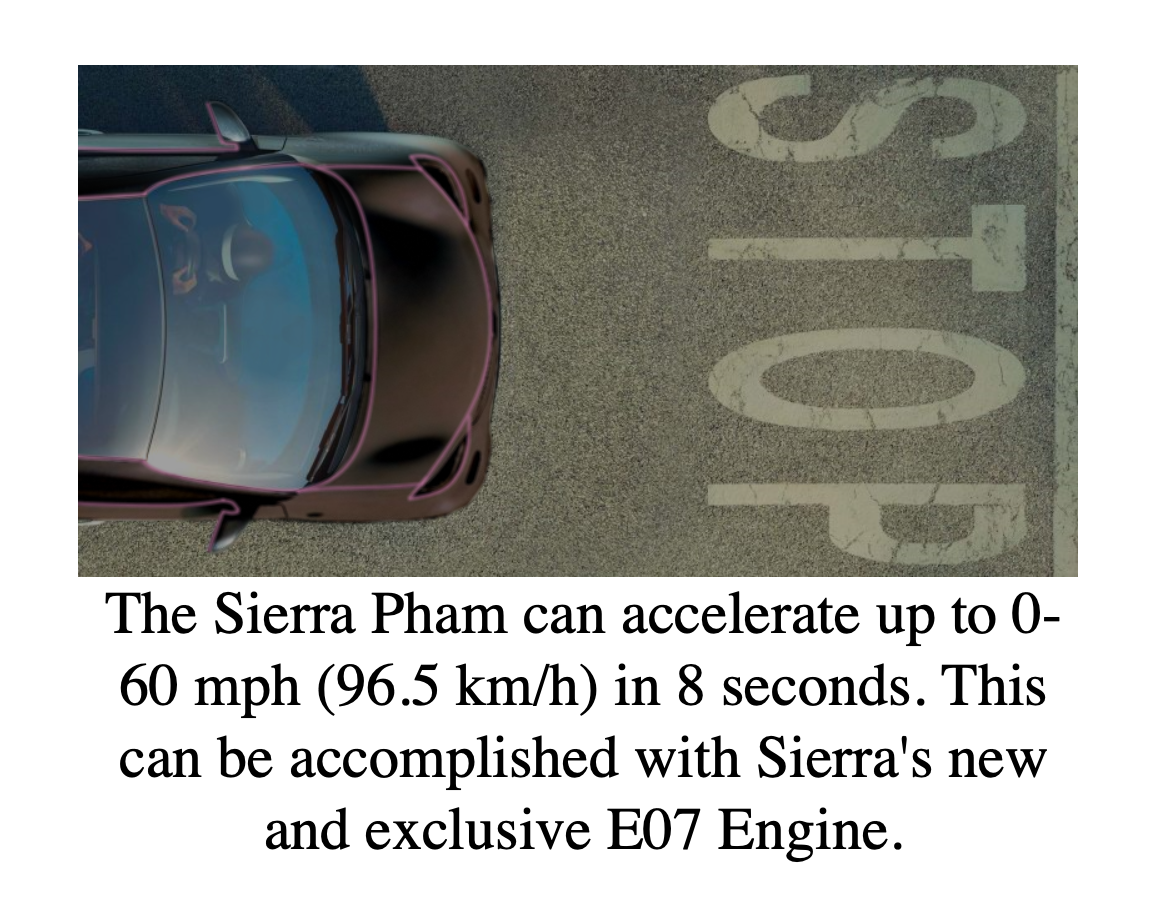 STOP
The Sierra Pham can accelerate up to 0-
60 mph (96.5 km/h) in 8 seconds. This
can be accomplished with Sierra's new
and exclusive E07 Engine.